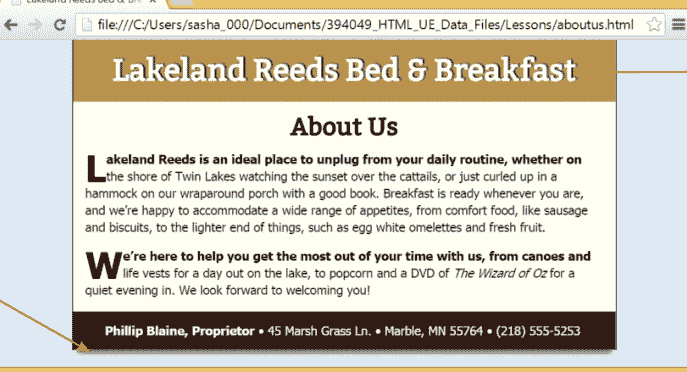 Lakeland Reeds Bed & Bre
file:///C:/Users/sasha_000/Documents/394049_HTML_UE_Data_Files/Lessons/aboutus.html
Lakeland Reeds Bed & Breakfast
About Us
Lakeland Reeds is an ideal place to unplug from your daily routine, whether on
the shore of Twin Lakes watching the sunset over the cattails, or just curled up in a
hammock on our wraparound porch with a good book. Breakfast is ready whenever you are,
and we're happy to accommodate a wide range of appetites, from comfort food, like sausage
and biscuits, to the lighter end of things, such as egg white omelettes and fresh fruit.
We're here to help you get the most out of your time with us, from canoes and
life vests for a day out on the lake, to popcorn and a DVD of The Wizard of Oz for a
quiet evening in. We look forward to welcoming you!
Phillip Blaine, Proprietor • 45 Marsh Grass Ln. • Marble, MN 55764 • (218) 555-5253